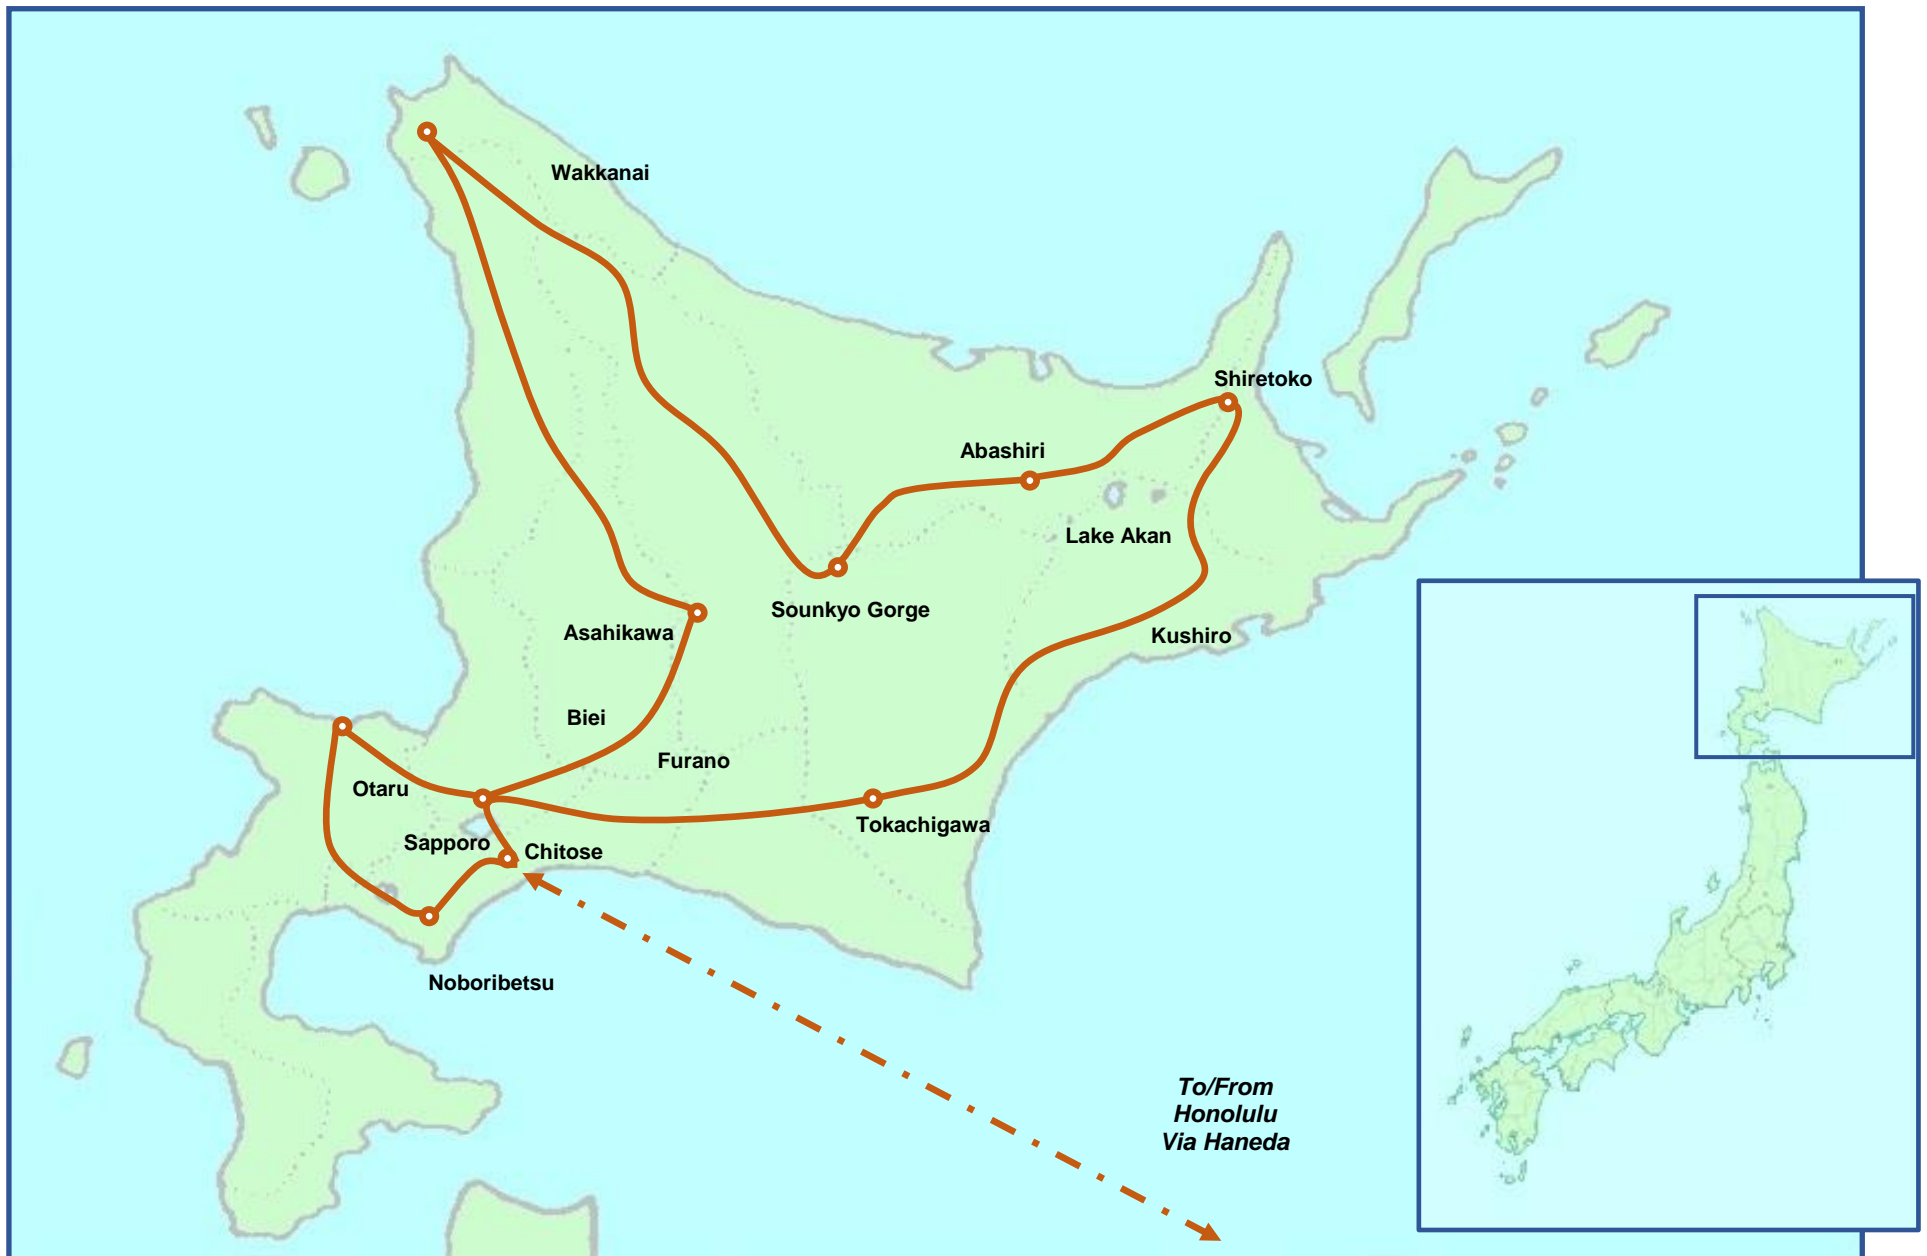 Wakkanai
Shiretoko
Abashiri
Lake Akan
Sounkyo Gorge
Asahikawa
Kushiro
Biei
Furano
Otaru
Tokachigawa
Sapporo
Chitose
Noboribetsu
To/From
Honolulu
Via Haneda